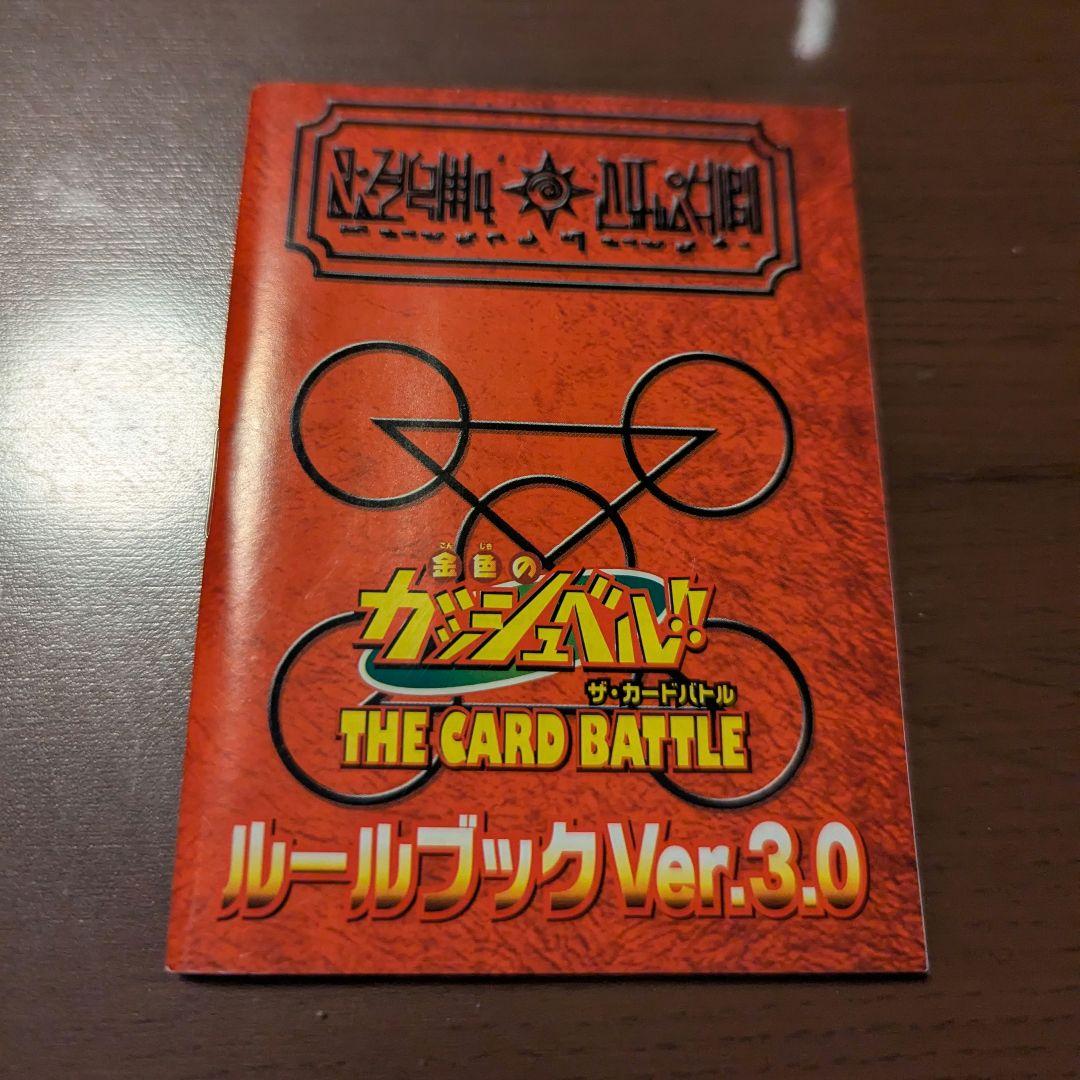 金色の
こんじき
ガッシュベル!!
ザ・カードバトル
THE CARD BATTLE
ルールブックVer.3.0